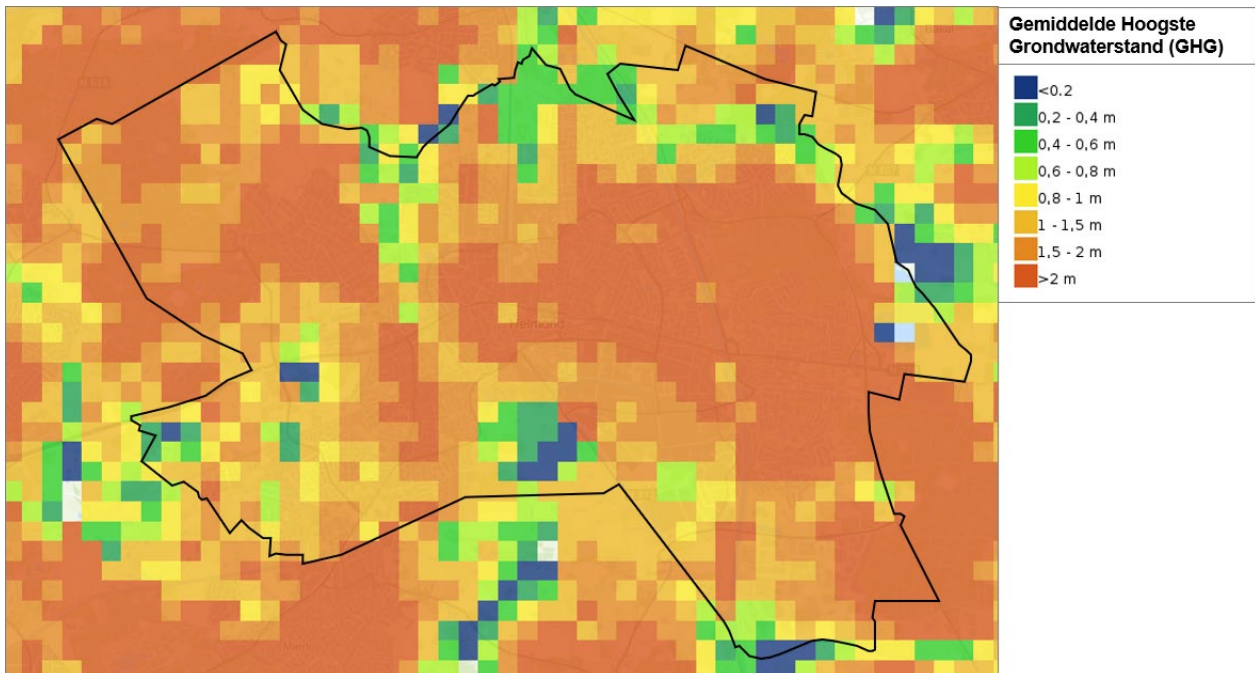 Gemiddelde Hoogste
Grondwaterstand (GHG)
<0.2
0,2 - 0,4 m
0,4 - 0,6 m
0,6 - 0,8 m
0,8 - 1 m
1 - 1,5 m
1,5 - 2 m
>2 m
Helmond